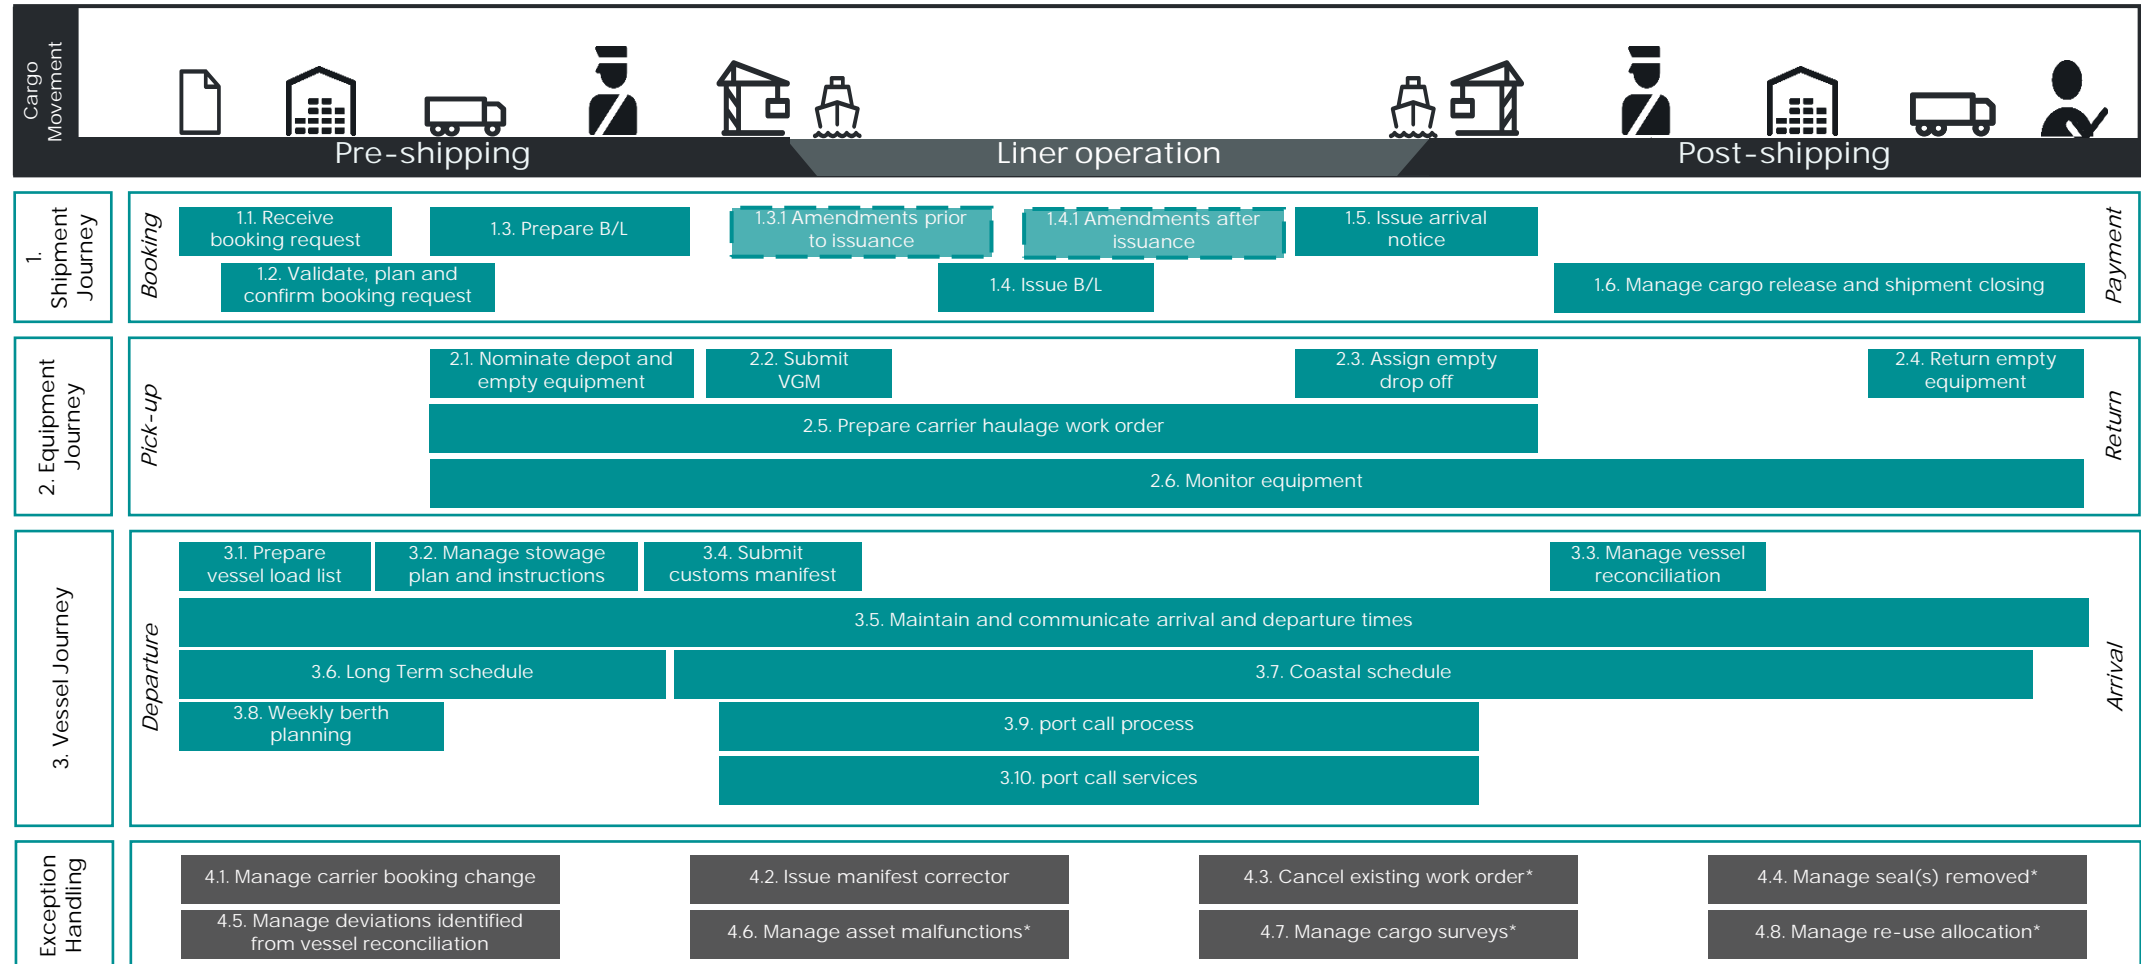 Cargo
Movement
Pre-shipping
Liner operation
Post-shipping
1.
Shipment
Journey
Booking
1.1. Receive
booking request
1.3. Prepare B/L
1.3.1 Amendments prior
to issuance
1.4.1 Amendments after
issuance
1.5. Issue arrival
notice
1.2. Validate, plan and
confirm booking request
1.4. Issue B/L
1.6. Manage cargo release and shipment closing
Payment
2. Equipment
Journey
Pick-up
2.1. Nominate depot and
empty equipment
2.2. Submit
VGM
2.3. Assign empty
drop off
2.4. Return empty
equipment
2.5. Prepare carrier haulage work order
2.6. Monitor equipment
Return
3. Vessel Journey
Departure
3.1. Prepare
vessel load list
3.2. Manage stowage
plan and instructions
3.4. Submit
customs manifest
3.3. Manage vessel
reconciliation
3.5. Maintain and communicate arrival and departure times
3.6. Long Term schedule
3.7. Coastal schedule
3.8. Weekly berth
planning
3.9. port call process
3.10. port call services
Arrival
Exception
Handling
4.1. Manage carrier booking change
4.2. Issue manifest corrector
4.3. Cancel existing work order*
4.4. Manage seal(s) removed*
4.5. Manage deviations identified
from vessel reconciliation
4.6. Manage asset malfunctions*
4.7. Manage cargo surveys*
4.8. Manage re-use allocation*